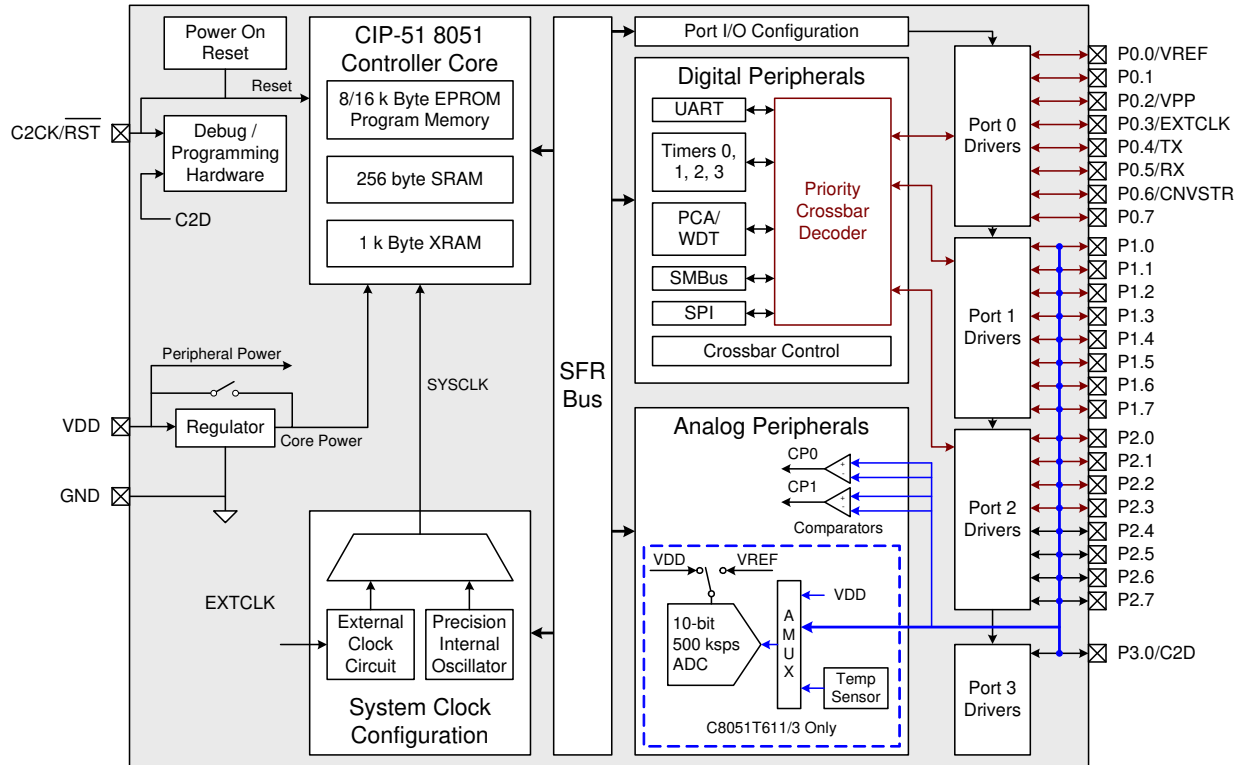 Power On
Reset
Reset
C2CK/RST
Debug /
Programming
Hardware
C2D
CIP-51 8051
Controller Core
8/16 k Byte EPROM
Program Memory
256 byte SRAM
1 k Byte XRAM
Peripheral Power
VDD
Regulator
Core Power
GND
SYSCLK
EXTCLK
External
Clock
Circuit
Precision
Internal
Oscillator
System Clock
Configuration
SFR
Bus
Port I/O Configuration
Digital Peripherals
UART
Timers 0,
1, 2, 3
PCA/
WDT
SMBus
SPI
Priority
Crossbar
Decoder
Crossbar Control
Analog Peripherals
CP0
+
-
CP1
+
-
Comparators
VDD
VREF
10-bit
500 ksps
ADC
A
M
U
X
VDD
Temp
Sensor
C8051T611/3 Only
Port 0
Drivers
Port 1
Drivers
Port 2
Drivers
Port 3
Drivers
P0.0/VREF
P0.1
P0.2/VPP
P0.3/EXTCLK
P0.4/TX
P0.5/RX
P0.6/CNVSTR
P0.7
P1.0
P1.1
P1.2
P1.3
P1.4
P1.5
P1.6
P1.7
P2.0
P2.1
P2.2
P2.3
P2.4
P2.5
P2.6
P2.7
P3.0/C2D